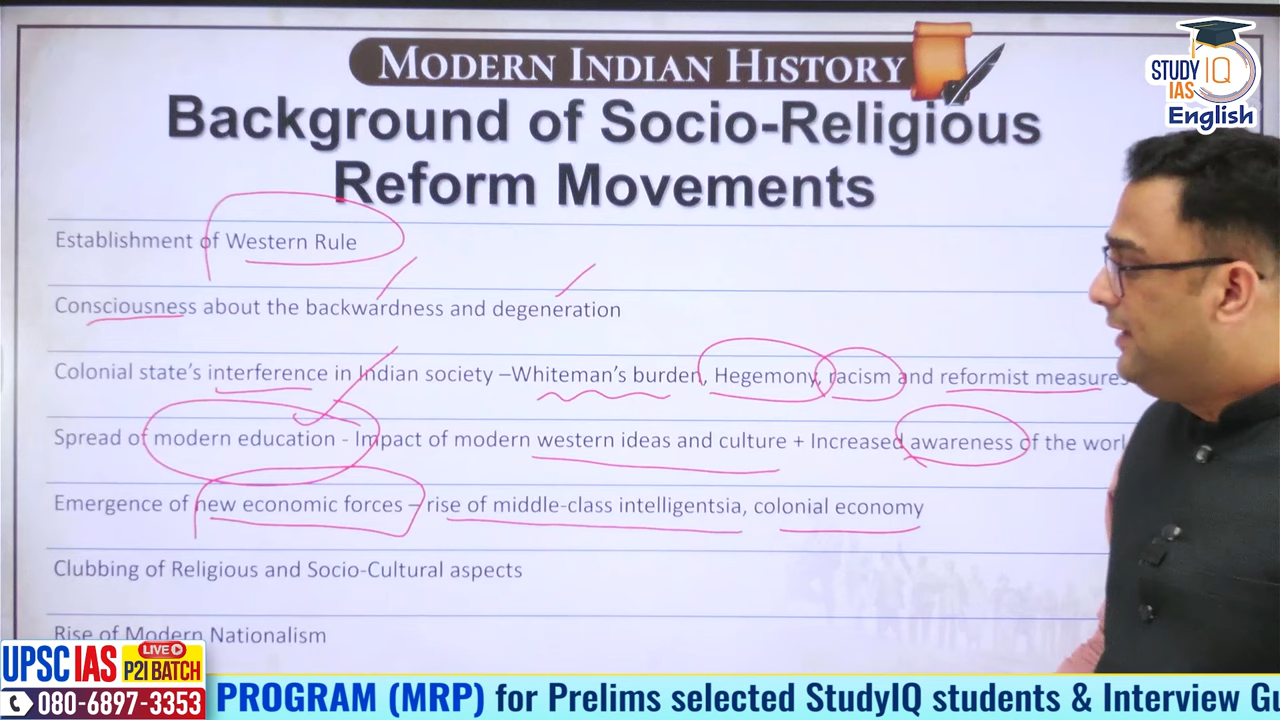 MODERN INDIAN HISTORY
STUDY IQ
IAS
English
Background of Socio-Religious
Reform Movements
Establishment of Western Rule
Consciousness about the backwardness and degeneration
Colonial state's interference in Indian society –Whiteman's burden, Hegemony, racism and reformist measures
Spread of modern education - Impact of modern western ideas and culture + Increased awareness of the
Emergence of new economic forces – rise of middle-class intelligentsia, colonial economy
Clubbing of Religious and Socio-Cultural aspects
Rise of Modern Nationalism
UPSC IAS LIVE P2I BATCH
080-6897-3353
PROGRAM (MRP) for Prelims selected StudyIQ students & Interview